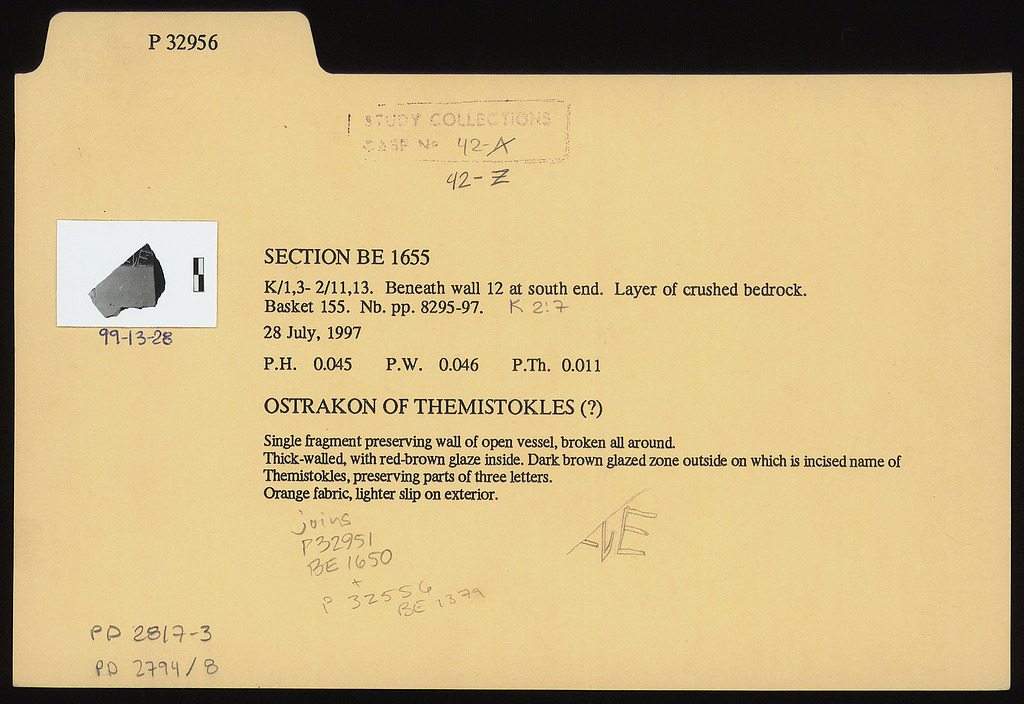 P 32956
STUDY COLLECTIONS
CASE No 42-A
42-Z
99-13-28
SECTION BE 1655
K/1,3- 2/11,13. Beneath wall 12 at south end. Layer of crushed bedrock.
Basket 155. Nb. pp. 8295-97. K 2:7
28 July, 1997
P.H. 0.045 P.W. 0.046 P.Th. 0.011
OSTRAKON OF THEMISTOKLES (?)
Single fragment preserving wall of open vessel, broken all around.
Thick-walled, with red-brown glaze inside. Dark brown glazed zone outside on which is incised name of
Themistokles, preserving parts of three letters.
Orange fabric, lighter slip on exterior.
joins
P32951
BE 1650
+
P 32556
BE 1379
PD 2817-3
PD 2794/8